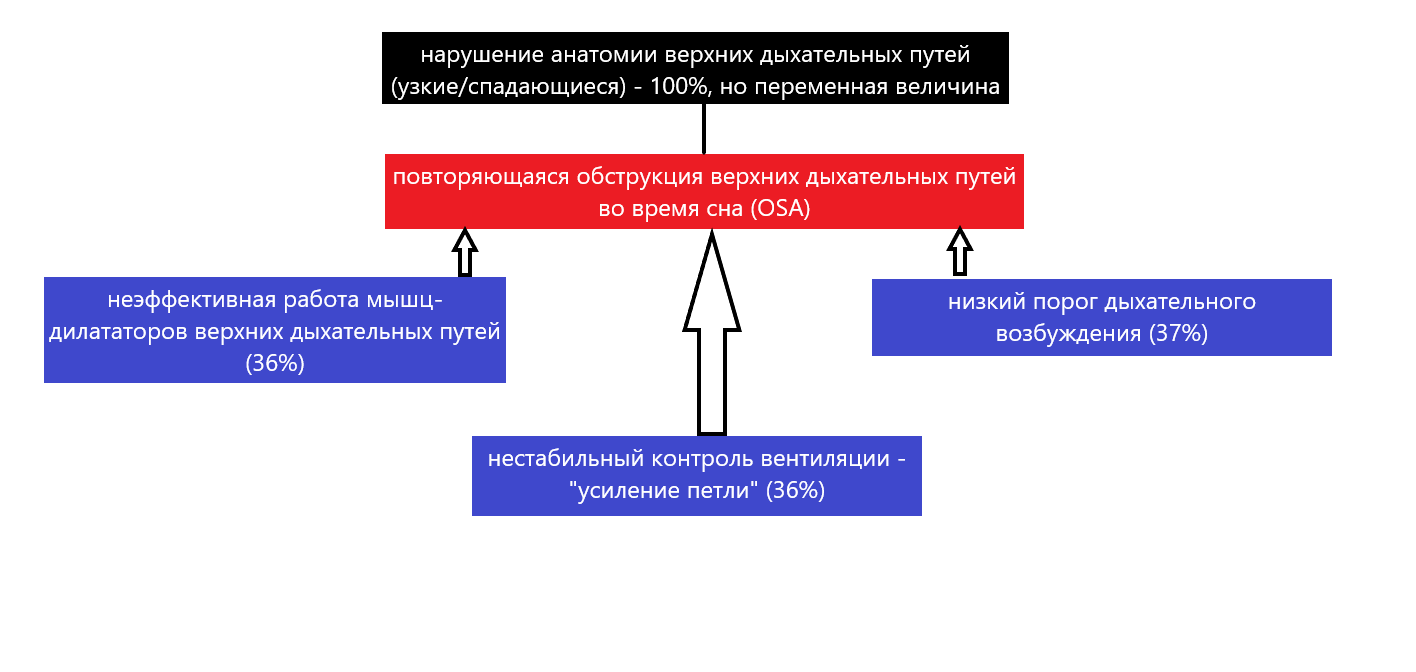 нарушение анатомии верхних дыхательных путей
(узкие/спадающиеся) - 100%, но переменная величина
повторяющаяся обструкция верхних дыхательных путей
во время сна (OSA)
неэффективная работа мышц-
дилататоров верхних дыхательных путей
(36%)
низкий порог дыхательного
возбуждения (37%)
нестабильный контроль вентиляции -
"усиление петли" (36%)